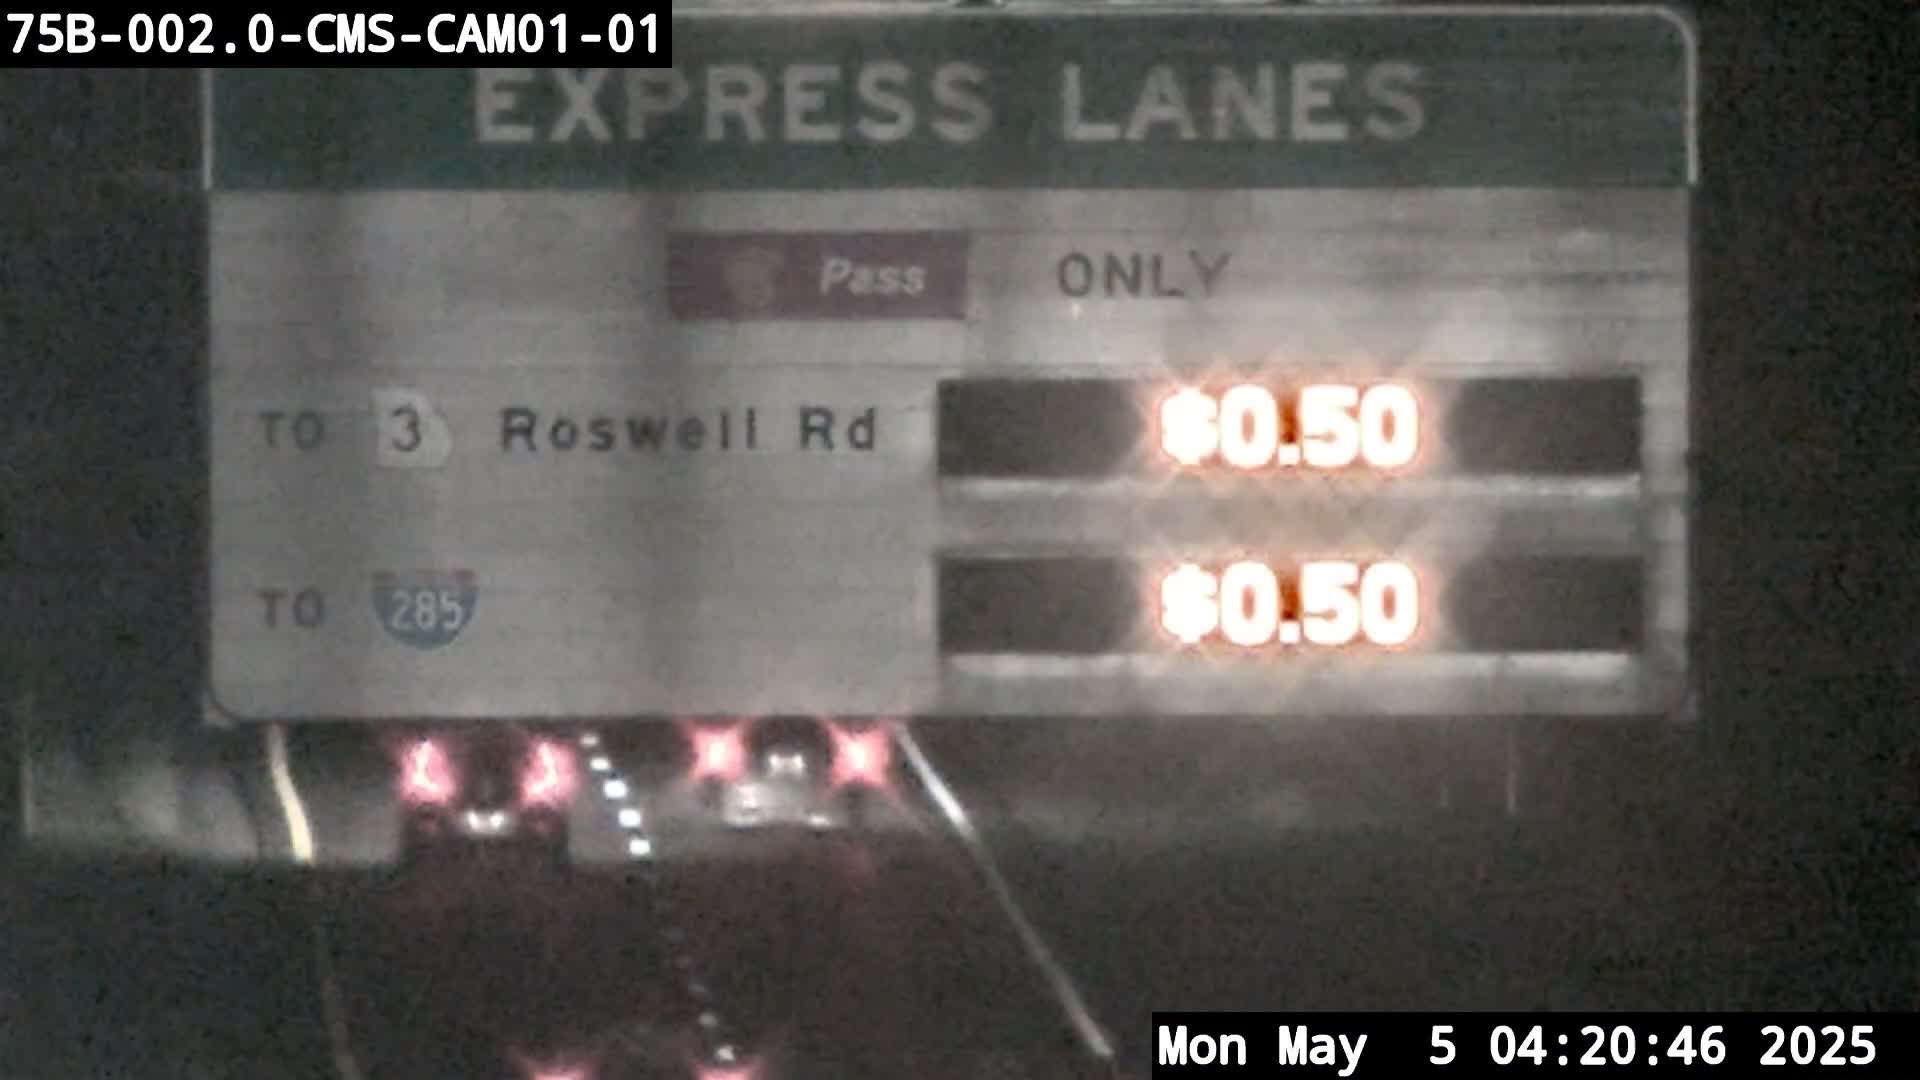 75B-002.0-CMS-CAM01-01
EXPRESS LANES
Pass ONLY
TO 3 Roswell Rd $0.50
TO 285 $0.50
Mon May 5 04:20:46 2025